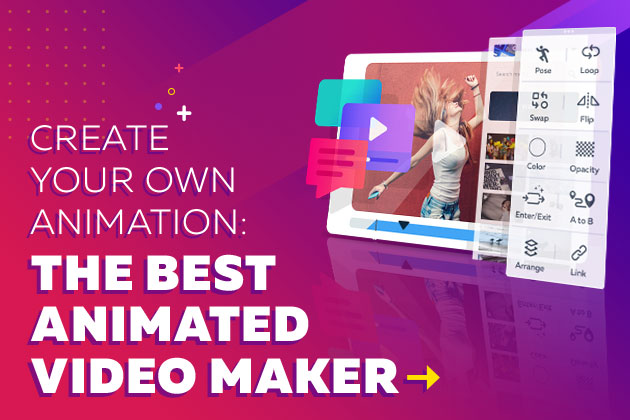 CREATE
YOUR OWN
ANIMATION:
THE BEST
ANIMATED
VIDEO MAKER
Pose Loop
Swap Flip
Color Opacity
Enter/Exit A to B
Arrange Link